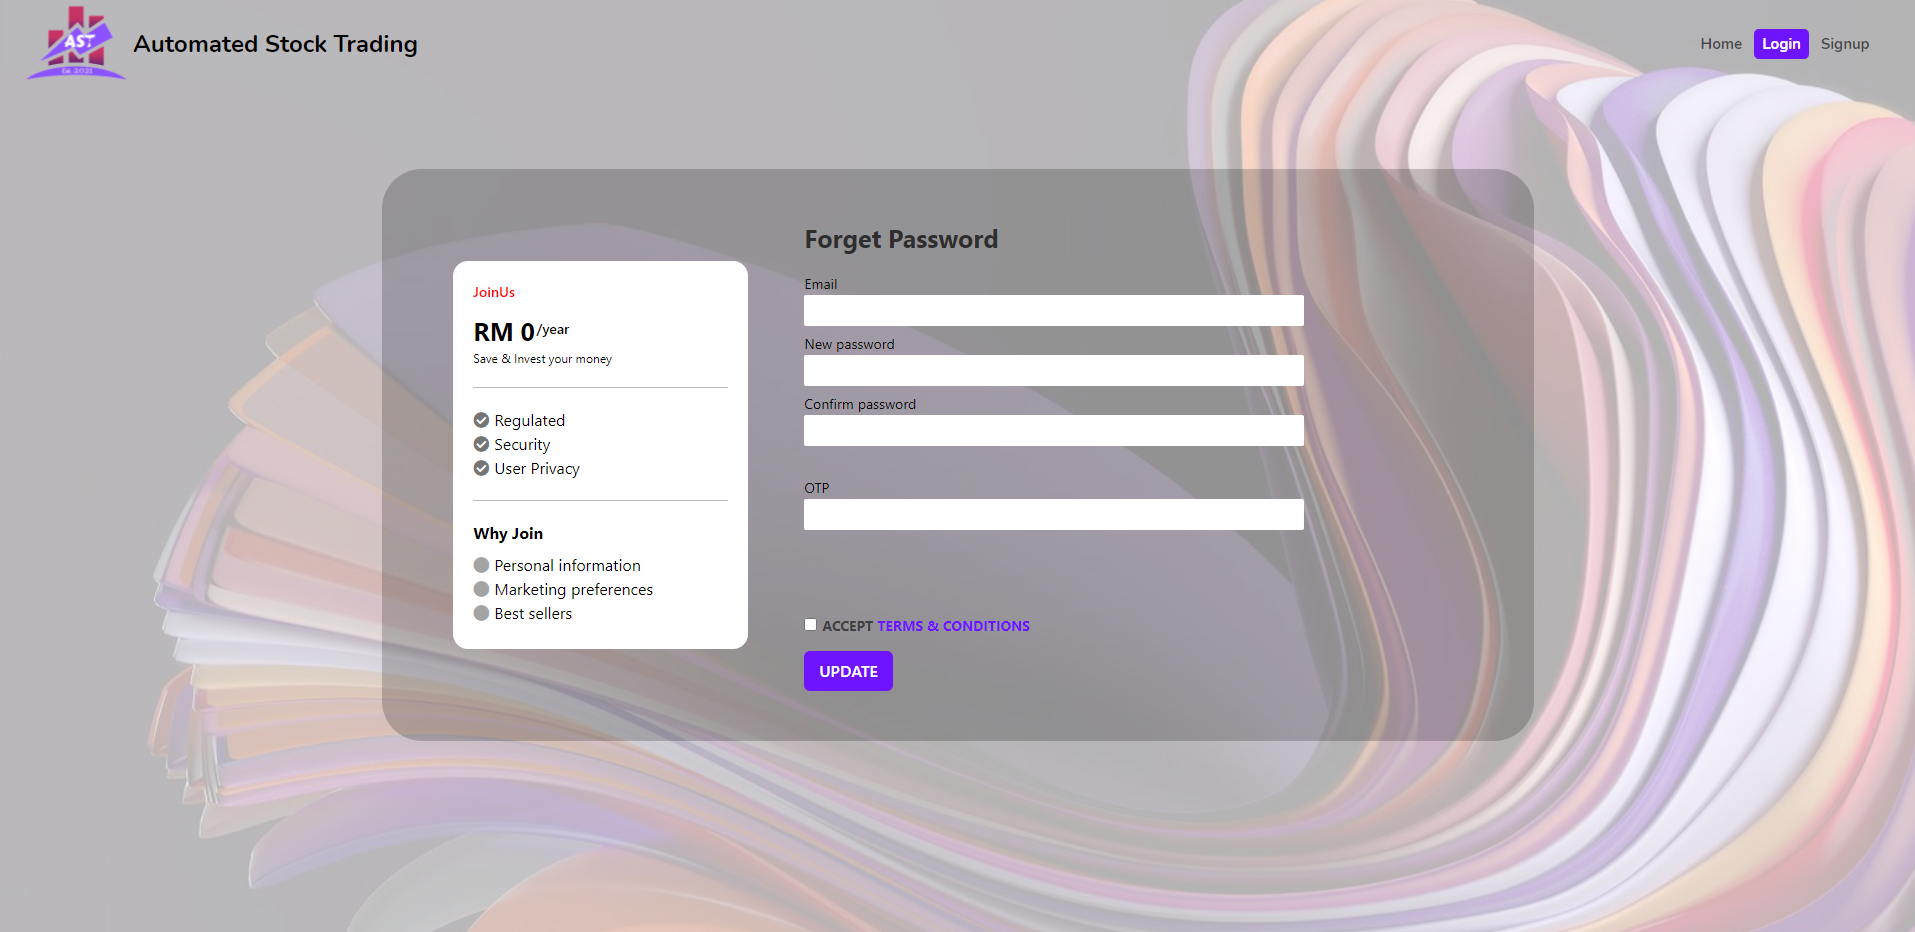 AST
Est. 2021
Automated Stock Trading
Home
Login
Signup
JoinUs
RM 0/year
Save & Invest your money
Regulated
Security
User Privacy
Why Join
Personal information
Marketing preferences
Best sellers
Forget Password
Email
New password
Confirm password
OTP
ACCEPT TERMS & CONDITIONS
UPDATE